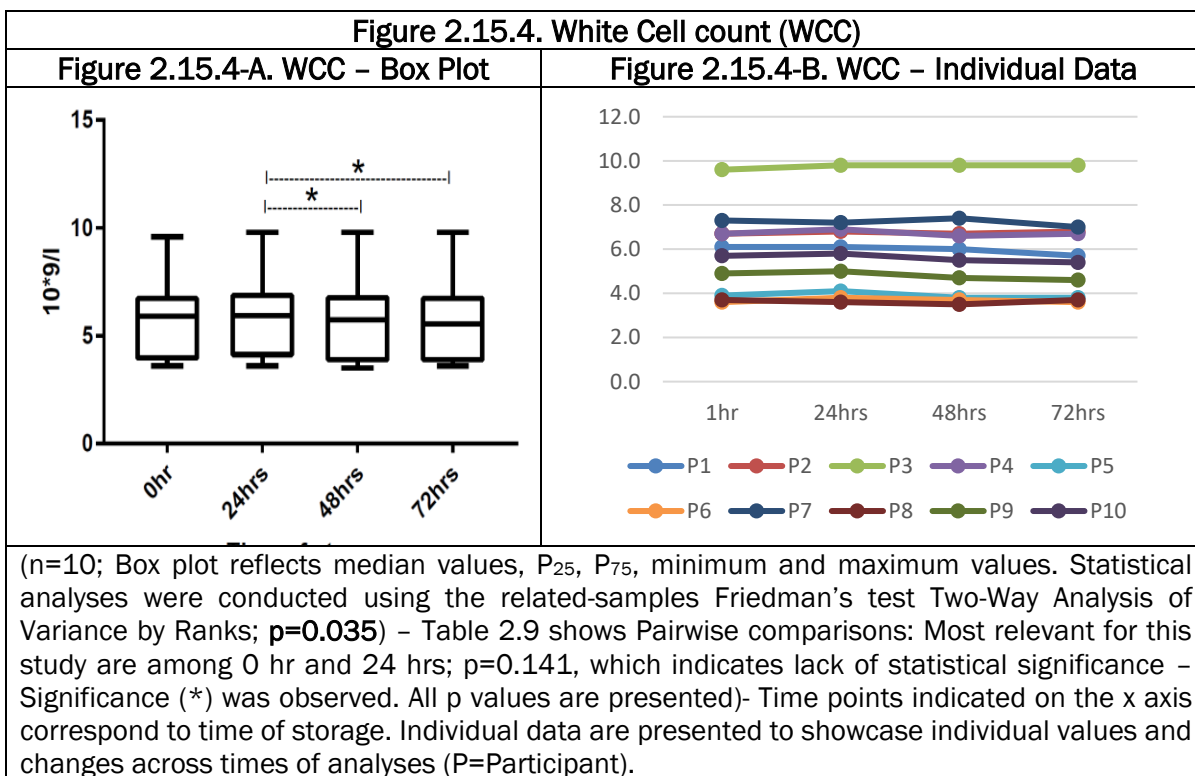 Figure 2.15.4. White Cell count (WCC)
Figure 2.15.4-A. WCC – Box Plot
Figure 2.15.4-B. WCC – Individual Data
15
10
5
0
10*9/l
*
*
0hr
24hrs
48hrs
72hrs
12.0
10.0
8.0
6.0
4.0
2.0
0.0
1hr 24hrs 48hrs 72hrs
P1 P2 P3 P4 P5
P6 P7 P8 P9 P10
(n=10; Box plot reflects median values, P25, P75, minimum and maximum values. Statistical
analyses were conducted using the related-samples Friedman’s test Two-Way Analysis of
Variance by Ranks; p=0.035) – Table 2.9 shows Pairwise comparisons: Most relevant for this
study are among 0 hr and 24 hrs; p=0.141, which indicates lack of statistical significance –
Significance (*) was observed. All p values are presented)- Time points indicated on the x axis
correspond to time of storage. Individual data are presented to showcase individual values and
changes across times of analyses (P=Participant).